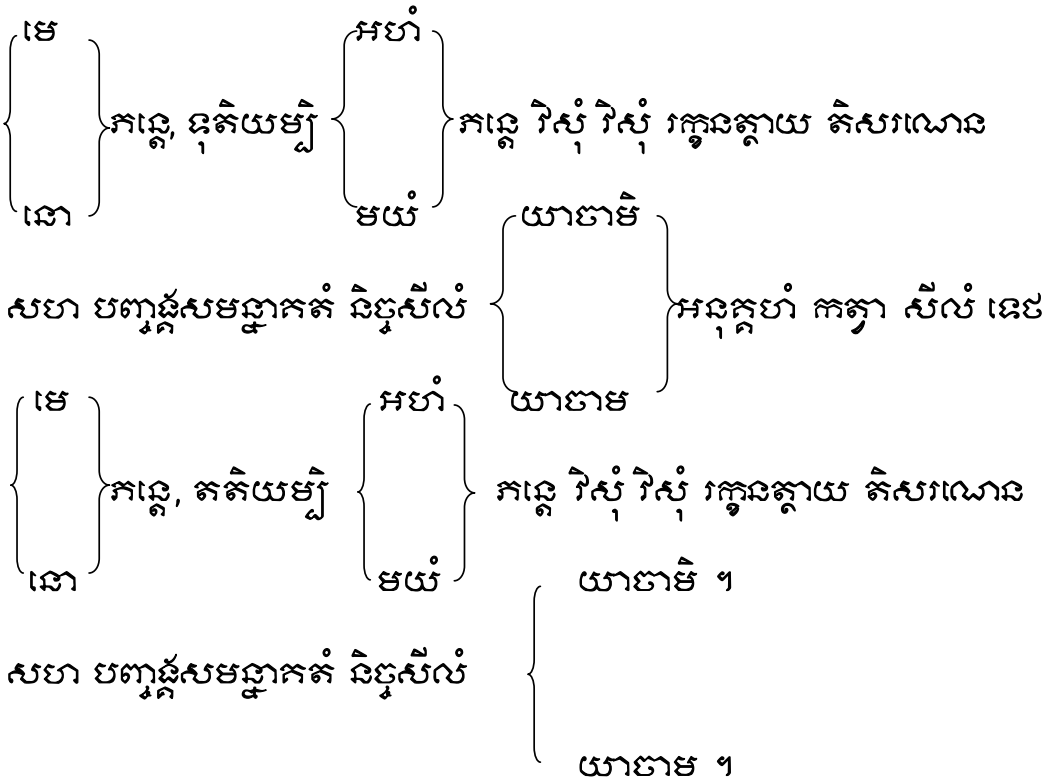 មេ អហំ
ភន្តេ, ទុតិយម្បិ ភន្តេ វិសុំ វិសុំ រក្ខនត្ថាយ តិសរណេន
នោ មយំ យាចាមិ
សហ បញ្ចង្គសមន្នាគតំ និច្ចសីលំ អនុគ្គហំ កត្វា សីលំ ទេថ
មេ អហំ យាចាម
ភន្តេ, តតិយម្បិ ភន្តេ វិសុំ វិសុំ រក្ខនត្ថាយ តិសរណេន
នោ មយំ យាចាមិ ។
សហ បញ្ចង្គសមន្នាគតំ និច្ចសីលំ
យាចាម ។